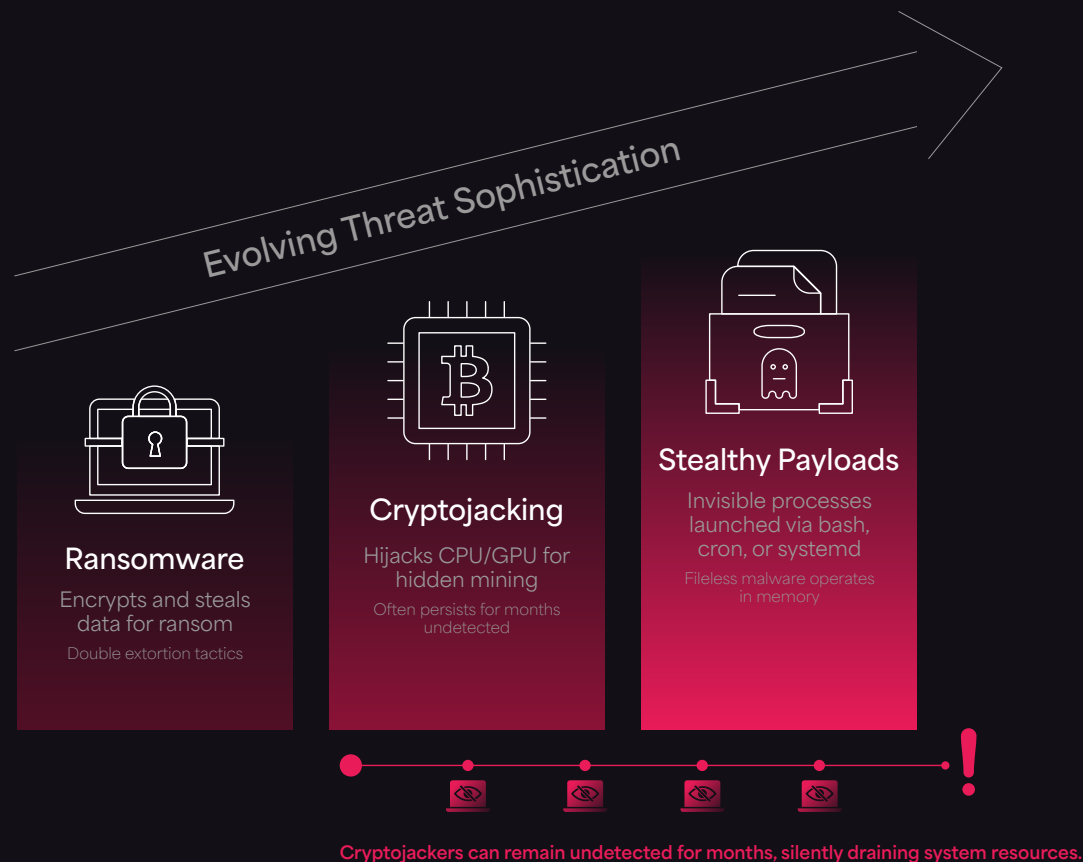 Evolving Threat Sophistication
Ransomware
Encrypts and steals
data for ransom
Double extortion tactics
Cryptojacking
Hijacks CPU/GPU for
hidden mining
Often persists for months
undetected
Stealthy Payloads
Invisible processes
launched via bash,
cron, or systemd
Fileless malware operates
in memory
Cryptojackers can remain undetected for months, silently draining system resources.